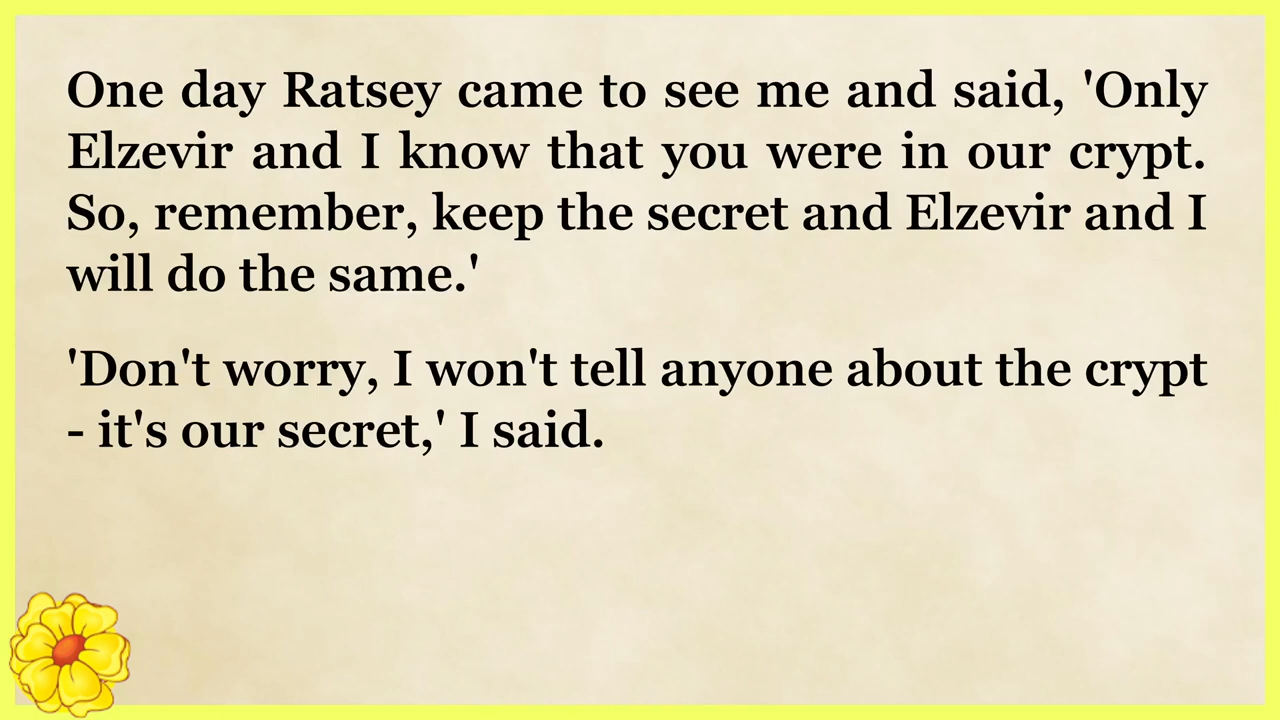 One day Ratsey came to see me and said, 'Only
Elzevir and I know that you were in our crypt.
So, remember, keep the secret and Elzevir and I
will do the same.'
'Don't worry, I won't tell anyone about the crypt
- it's our secret,' I said.